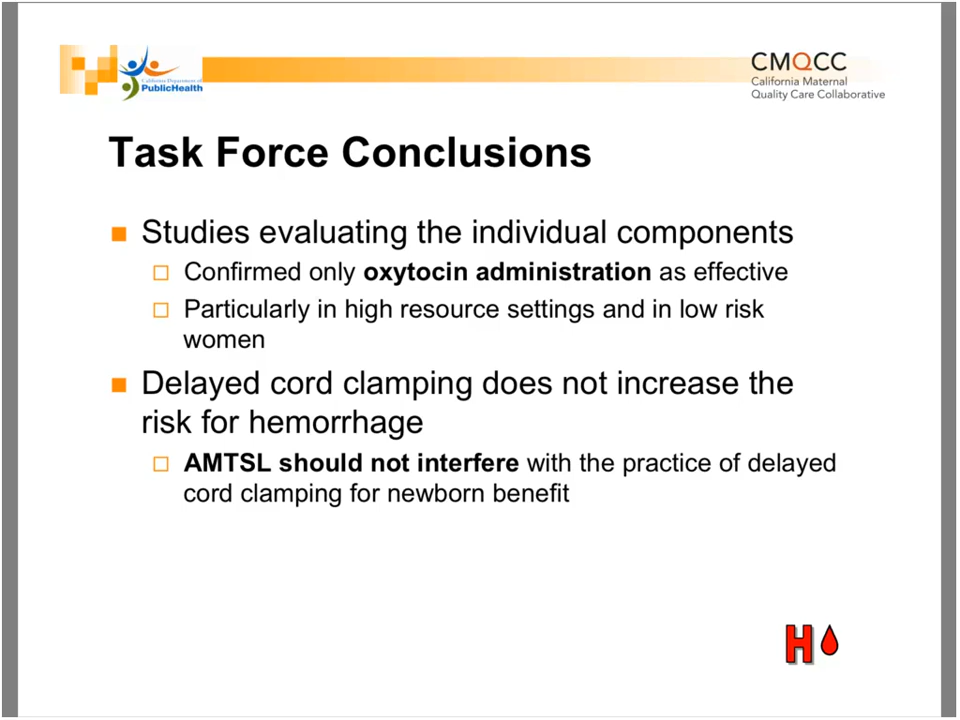 California Department of
PublicHealth
CMQCC
California Maternal
Quality Care Collaborative
Task Force Conclusions
Studies evaluating the individual components
Confirmed only oxytocin administration as effective
Particularly in high resource settings and in low risk
women
Delayed cord clamping does not increase the
risk for hemorrhage
AMTSL should not interfere with the practice of delayed
cord clamping for newborn benefit
H